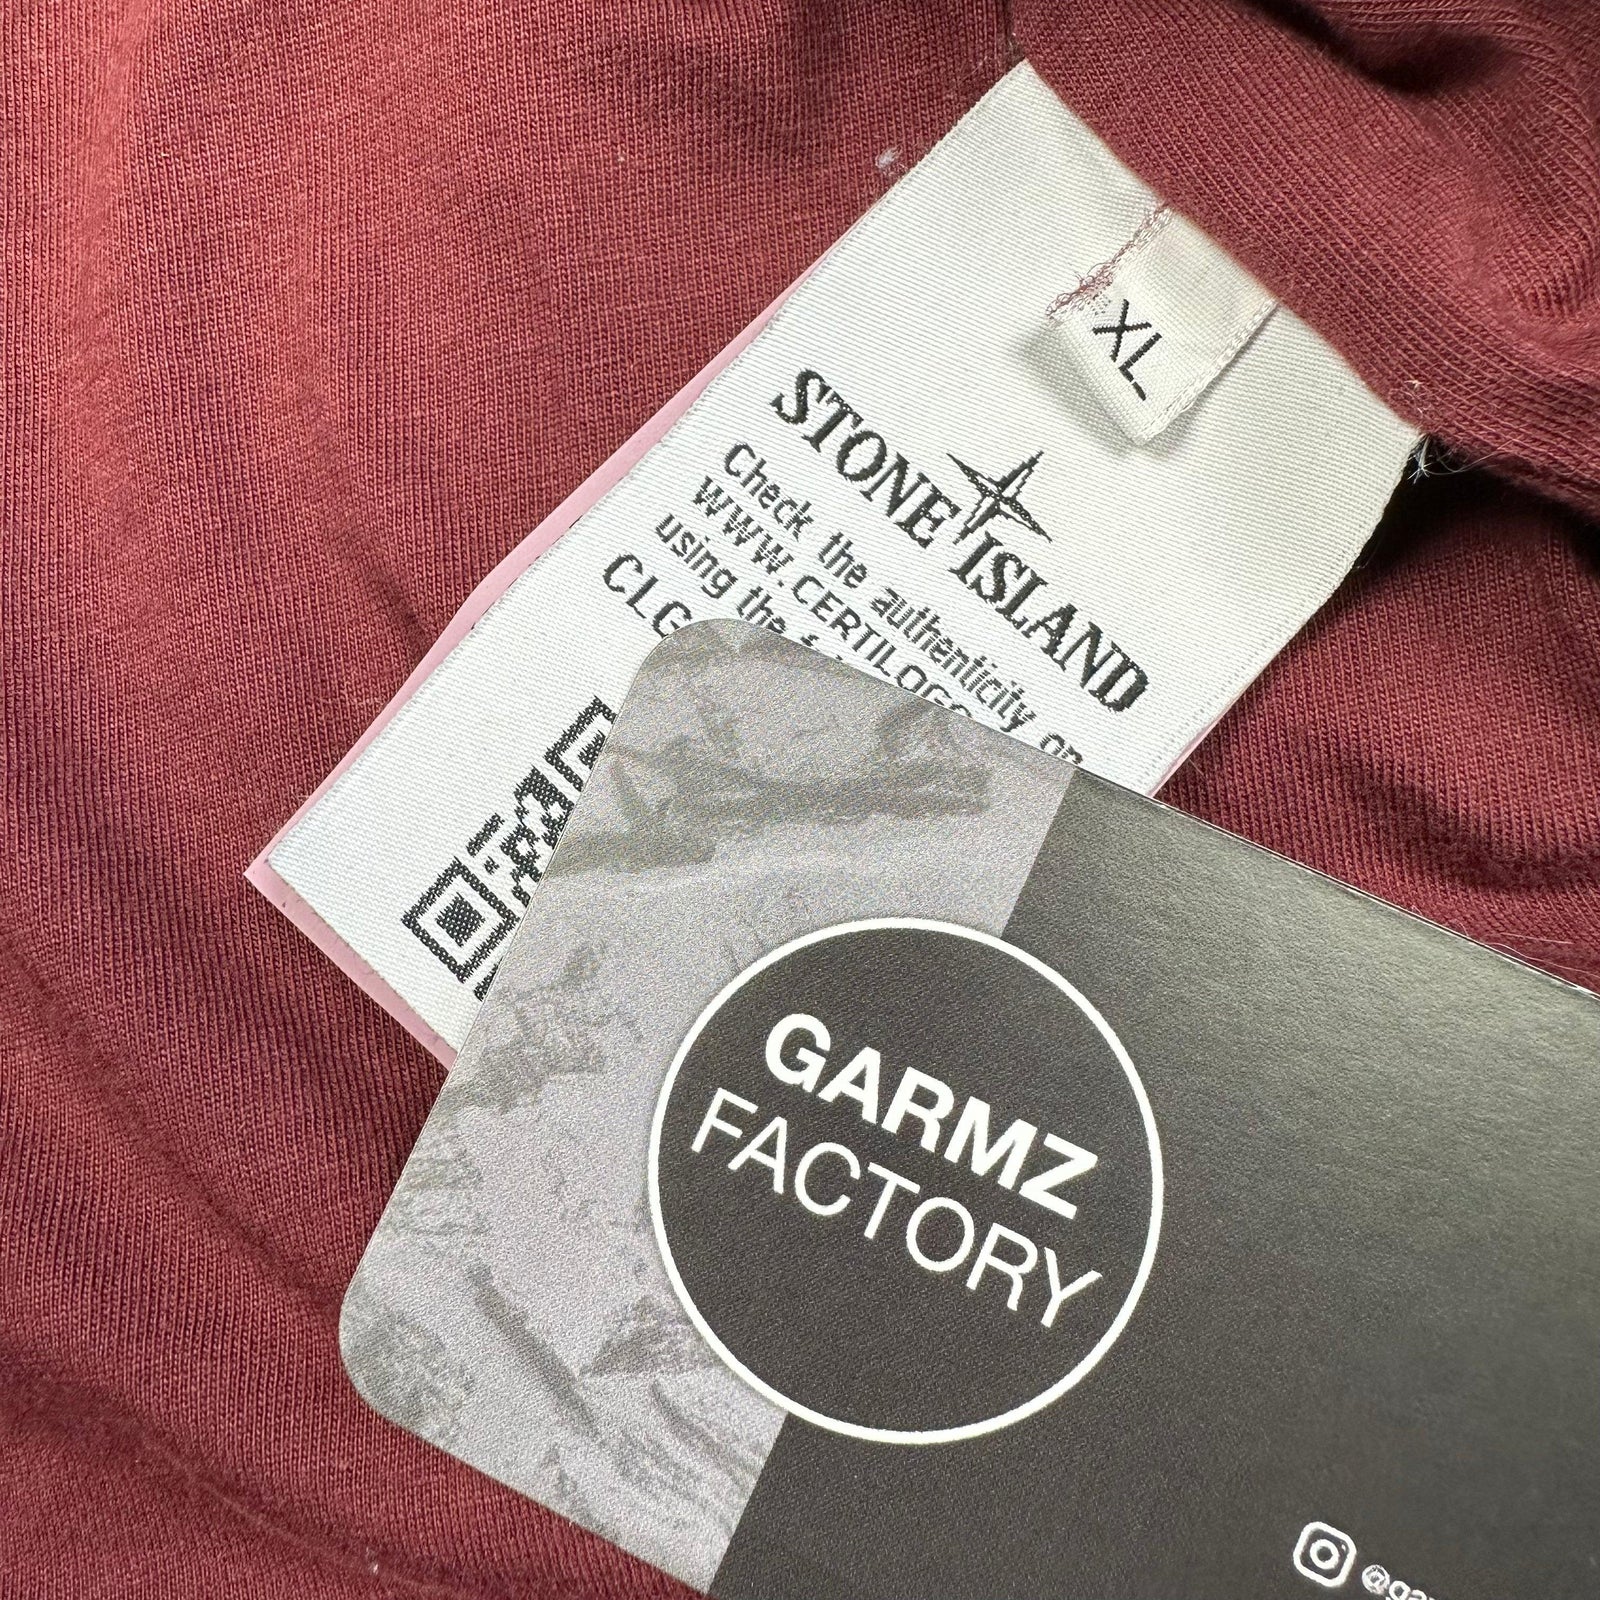 XL
STONE ISLAND
Check the authenticity on
WWW.CERTILOGO
using the
CLG
GARMZ
FACTORY